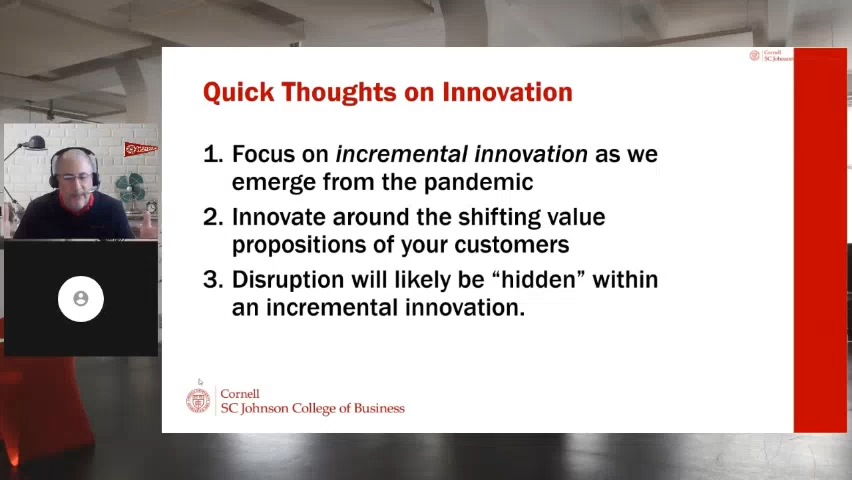 Cornell
SC Johnson
Quick Thoughts on Innovation
1. Focus on incremental innovation as we
emerge from the pandemic
2. Innovate around the shifting value
propositions of your customers
3. Disruption will likely be “hidden” within
an incremental innovation.
Cornell
SC Johnson College of Business